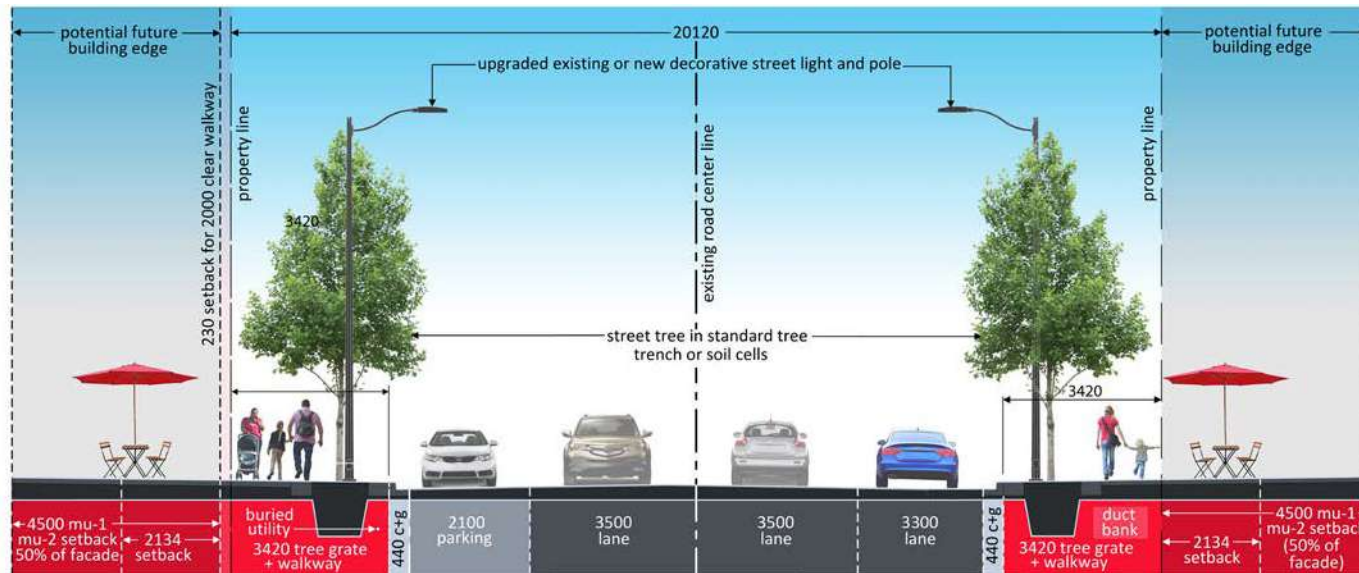 potential future
building edge
20120
potential future
building edge
upgraded existing or new decorative street light and pole
230 setback for 2000 clear walkway
property line
3420
existing road center line
property line
street tree in standard tree
trench or soil cells
3420
4500 mu-1
mu-2 setback
50% of facade
2134
setback
buried
utility
3420 tree grate
+ walkway
440 c+g
2100
parking
3500
lane
3500
lane
3300
lane
440 c+g
duct
bank
3420 tree grate
+ walkway
2134
setback
4500 mu-1
mu-2 setback
(50% of
facade)